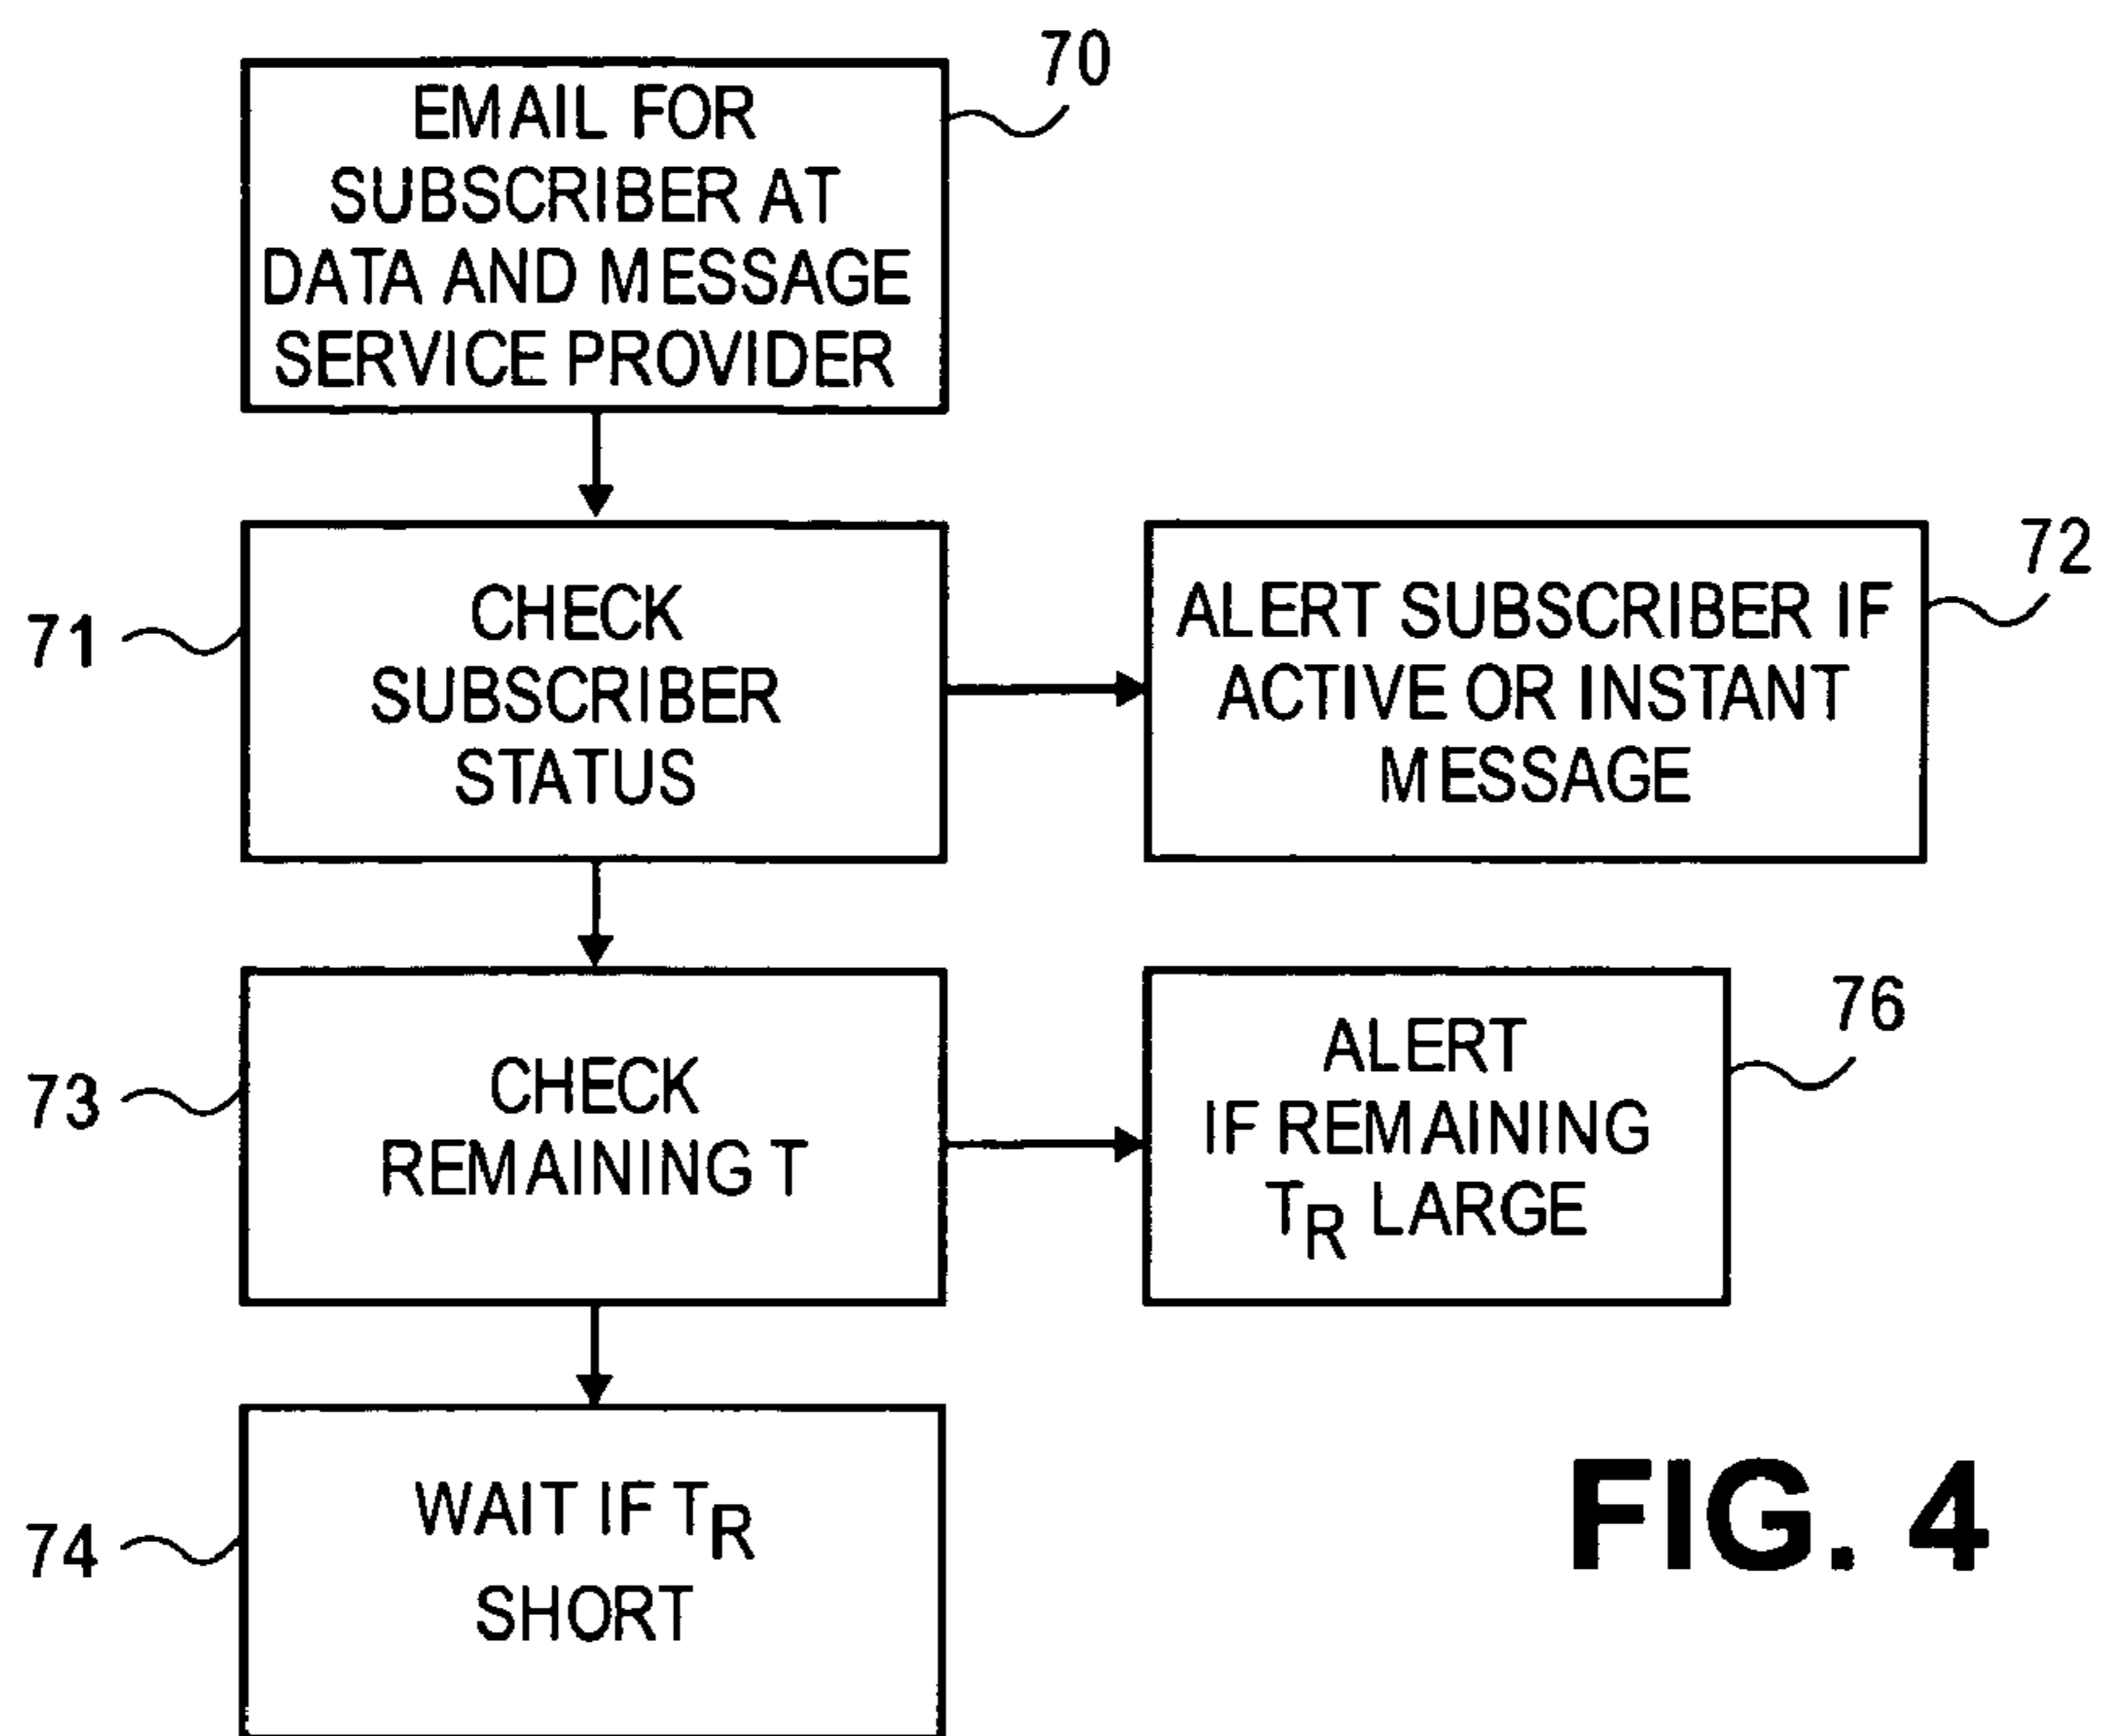 70
EMAIL FOR
SUBSCRIBER AT
DATA AND MESSAGE
SERVICE PROVIDER
71
CHECK
SUBSCRIBER
STATUS
72
ALERT SUBSCRIBER IF
ACTIVE OR INSTANT
MESSAGE
73
CHECK
REMAINING T
76
ALERT
IF REMAINING
TR LARGE
74
WAIT IF TR
SHORT
FIG. 4